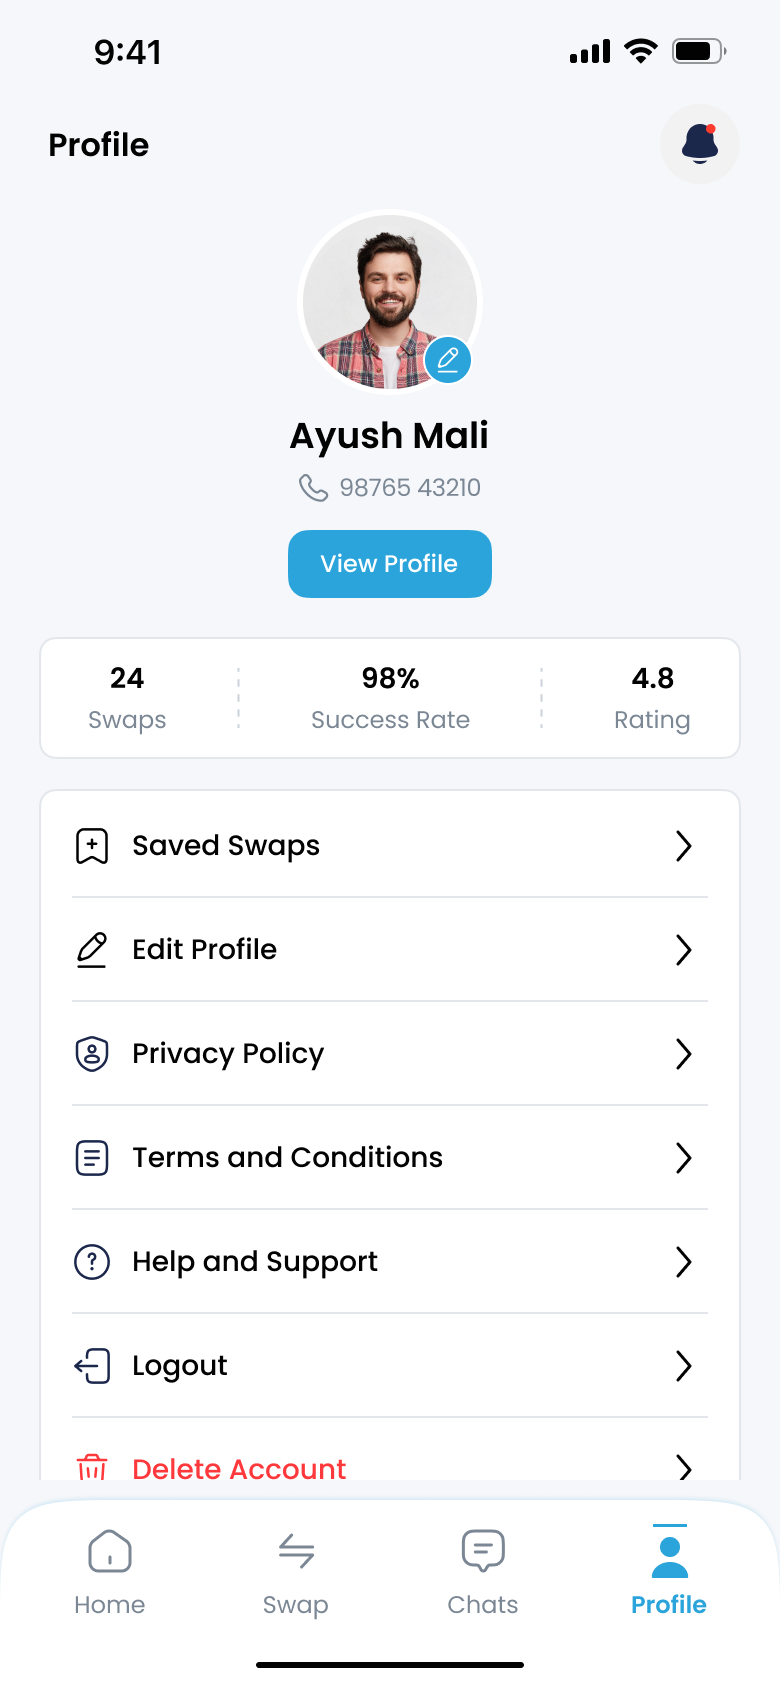 9:41
Profile
Ayush Mali
98765 43210
View Profile
24
Swaps
98%
Success Rate
4.8
Rating
Saved Swaps
Edit Profile
Privacy Policy
Terms and Conditions
Help and Support
Logout
Delete Account
Home
Swap
Chats
Profile